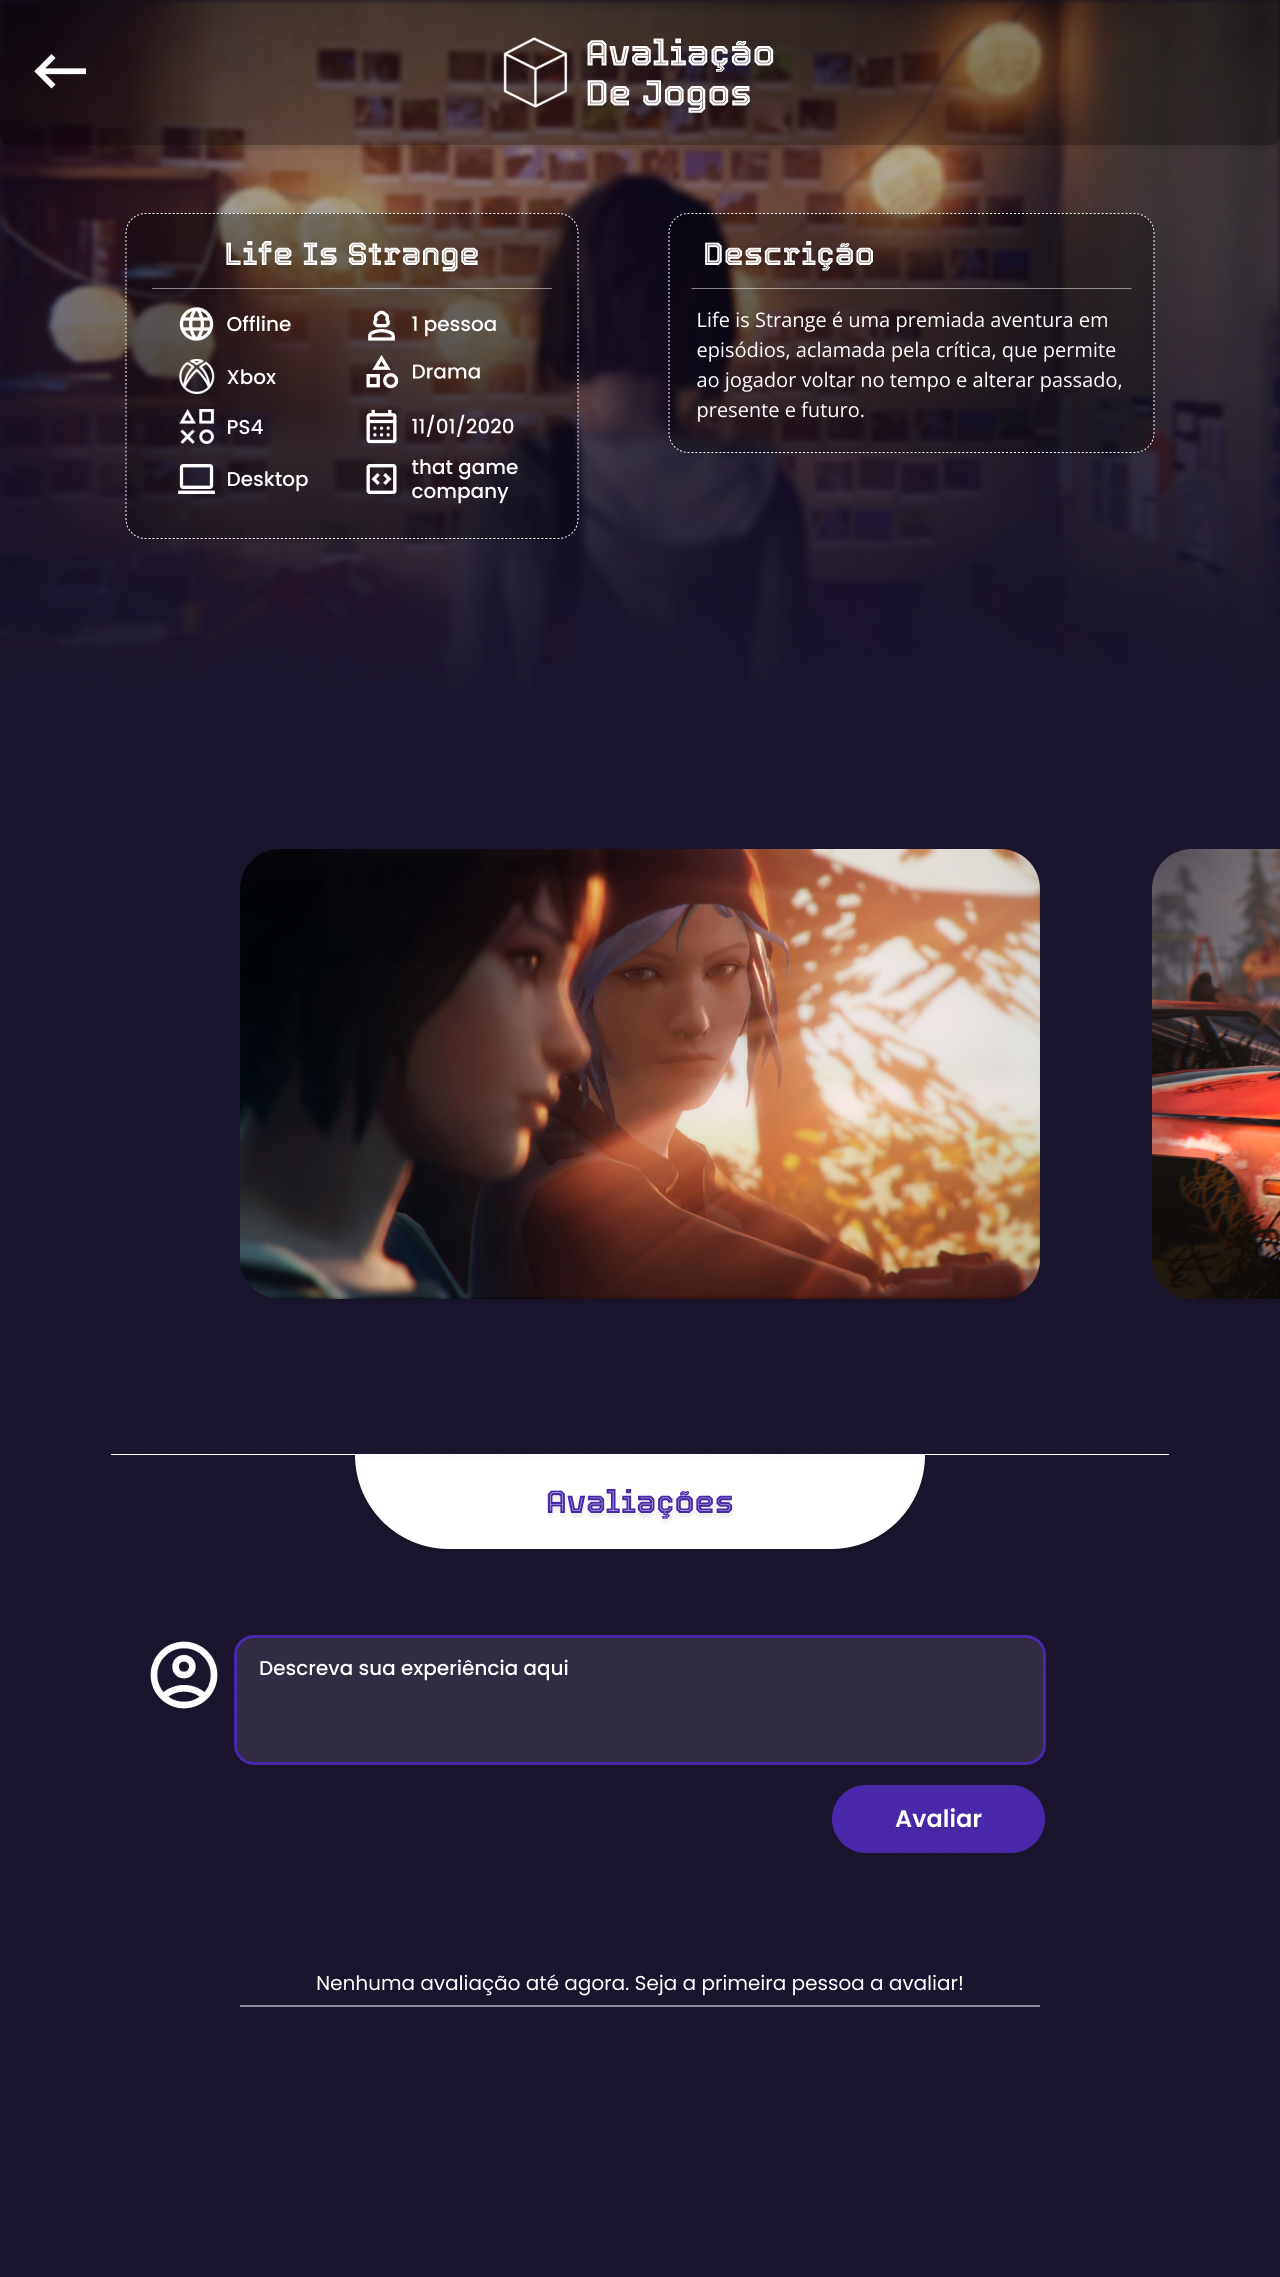 Avaliação
De Jogos
Life Is Strange
Offline
1 pessoa
Xbox
Drama
PS4
11/01/2020
Desktop
that game
company
Descrição
Life is Strange é uma premiada aventura em
episódios, aclamada pela crítica, que permite
ao jogador voltar no tempo e alterar passado,
presente e futuro.
Avaliações
Descreva sua experiência aqui
Avaliar
Nenhuma avaliação até agora. Seja a primeira pessoa a avaliar!